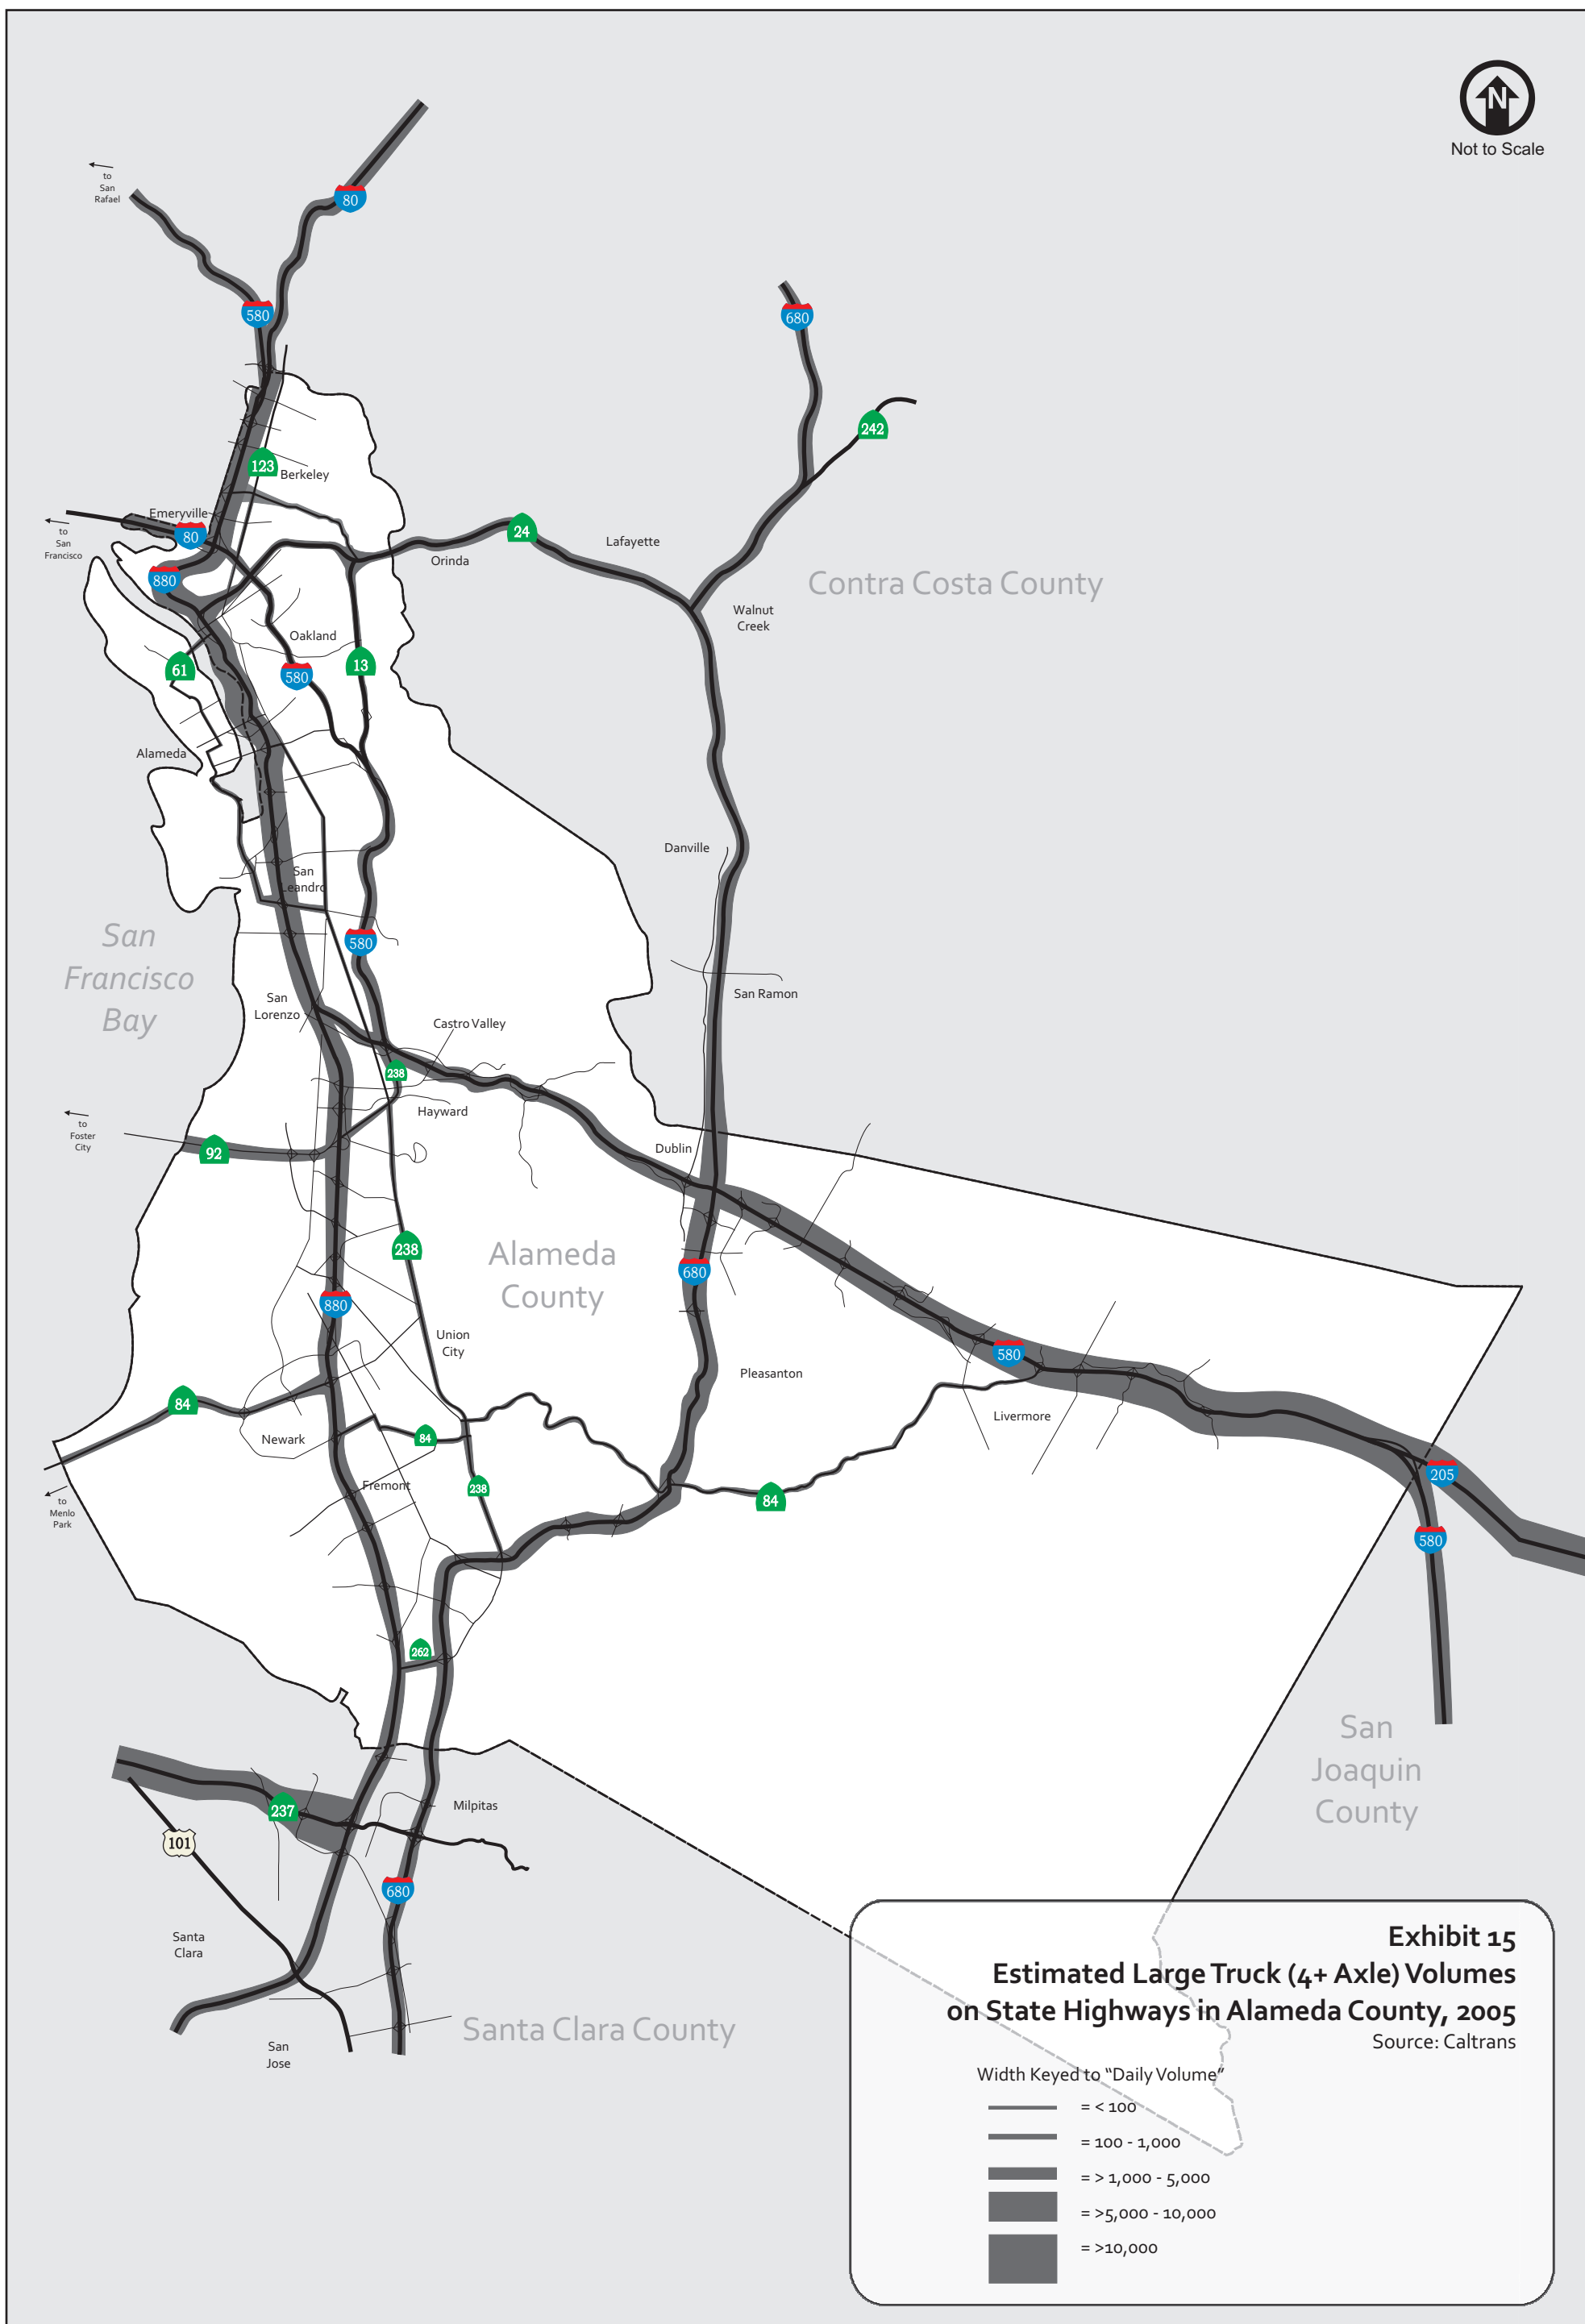 N
Not to Scale
to
San
Rafael
80
580
680
242
123
Berkeley
Emeryville
80
to
San
Francisco
24
Lafayette
Orinda
880
Contra Costa County
Walnut
Creek
Oakland
61
580
13
Alameda
Danville
San
Leandro
San
Francisco
Bay
580
San Ramon
San
Lorenzo
Castro Valley
238
Hayward
to
Foster
City
92
Dublin
238
Alameda
County
680
880
Union
City
580
Pleasanton
84
Livermore
Newark
84
205
Fremont
238
84
to
Menlo
Park
580
262
San
Joaquin
County
237
Milpitas
101
680
Santa
Clara
Santa Clara County
San
Jose
Exhibit 15
Estimated Large Truck (4+ Axle) Volumes
on State Highways in Alameda County, 2005
Source: Caltrans
Width Keyed to “Daily Volume”
= < 100
= 100 - 1,000
= > 1,000 - 5,000
= >5,000 - 10,000
= >10,000